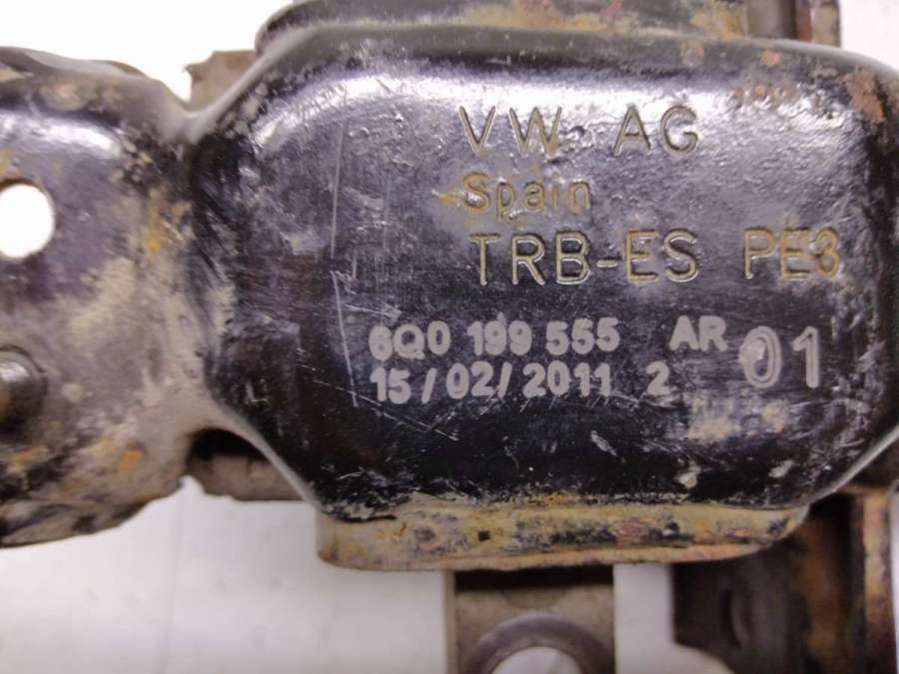 VW AG
Spain
TRB-ES PE3
6Q0 199 555 AR 01
15/02/2011 2